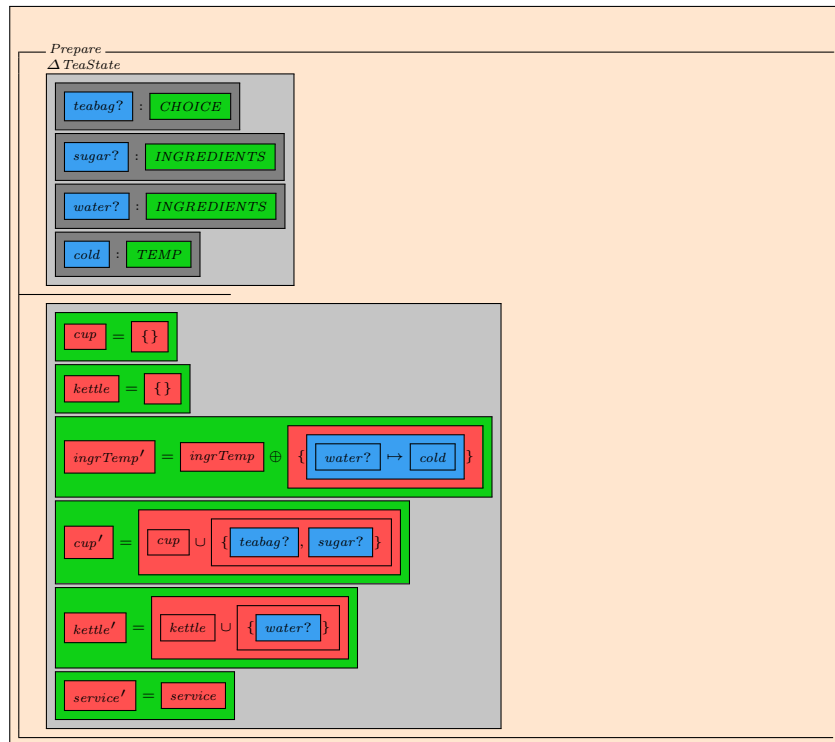 Prepare
Δ TeaState
teabag? : CHOICE
sugar? : INGREDIENTS
water? : INGREDIENTS
cold : TEMP
cup = {}
kettle = {}
ingrTemp′ = ingrTemp ⊕ {water? ↦ cold}
cup′ = cup ∪ {teabag?, sugar?}
kettle′ = kettle ∪ {water?}
service′ = service